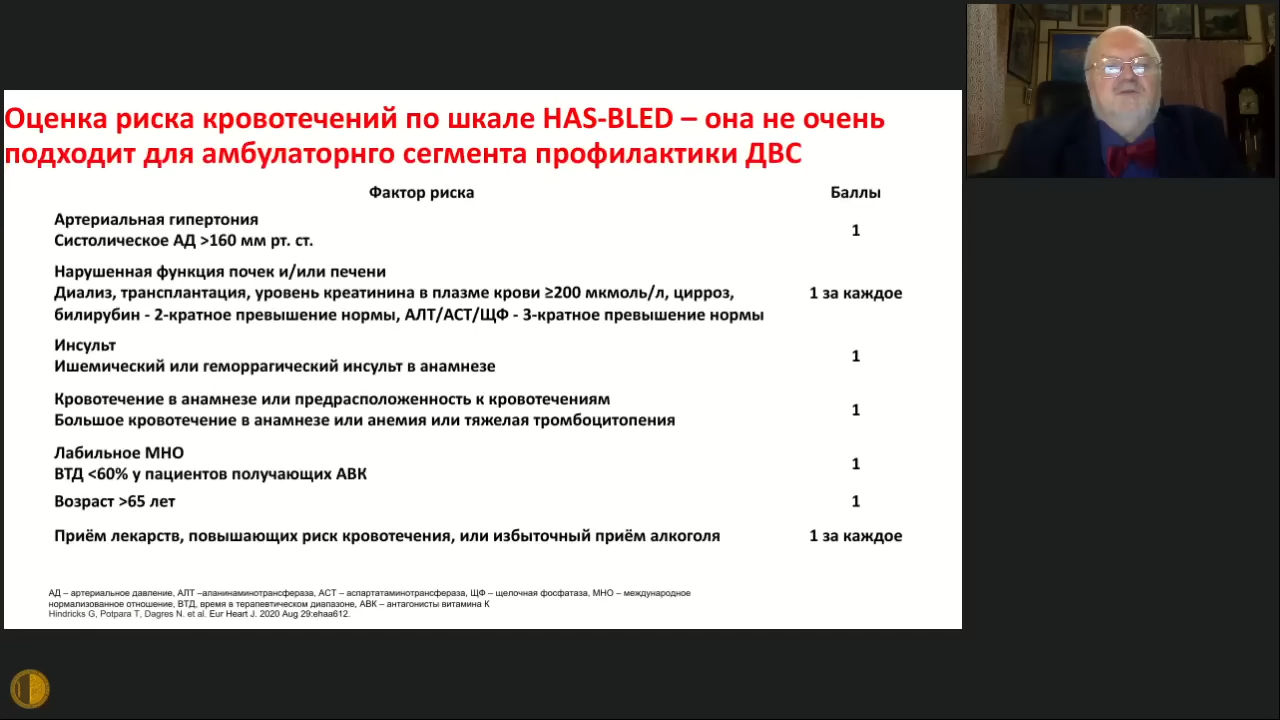 Оценка риска кровотечений по шкале HAS-BLED – она не очень
подходит для амбулаторнго сегмента профилактики ДВС
Фактор риска Баллы
Артериальная гипертония
Систолическое АД >160 мм рт. ст.
1
Нарушенная функция почек и/или печени
Диализ, трансплантация, уровень креатинина в плазме крови ≥200 мкмоль/л, цирроз,
билирубин - 2-кратное превышение нормы, АЛТ/АСТ/ЩФ - 3-кратное превышение нормы
1 за каждое
Инсульт
Ишемический или геморрагический инсульт в анамнезе
1
Кровотечение в анамнезе или предрасположенность к кровотечениям
Большое кровотечение в анамнезе или анемия или тяжелая тромбоцитопения
1
Лабильное МНО
ВТД <60% у пациентов получающих АВК
1
Возраст >65 лет 1
Приём лекарств, повышающих риск кровотечения, или избыточный приём алкоголя 1 за каждое
АД – артериальное давление, АЛТ –аланинаминотрансфераза, АСТ – аспартатаминотрансфераза, ЩФ – щелочная фосфатаза, МНО – международное
нормализованное отношение, ВТД, время в терапевтическом диапазоне, АВК – антагонисты витамина К
Hindricks G, Potpara T, Dagres N. et al. Eur Heart J. 2020 Aug 29:ehaa612.